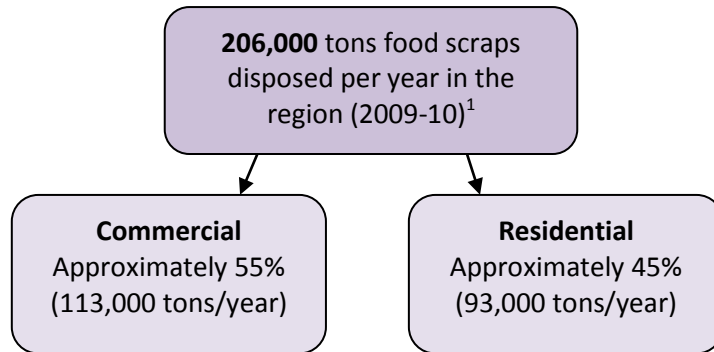 206,000 tons food scraps
disposed per year in the
region (2009-10)¹
Commercial
Approximately 55%
(113,000 tons/year)
Residential
Approximately 45%
(93,000 tons/year)